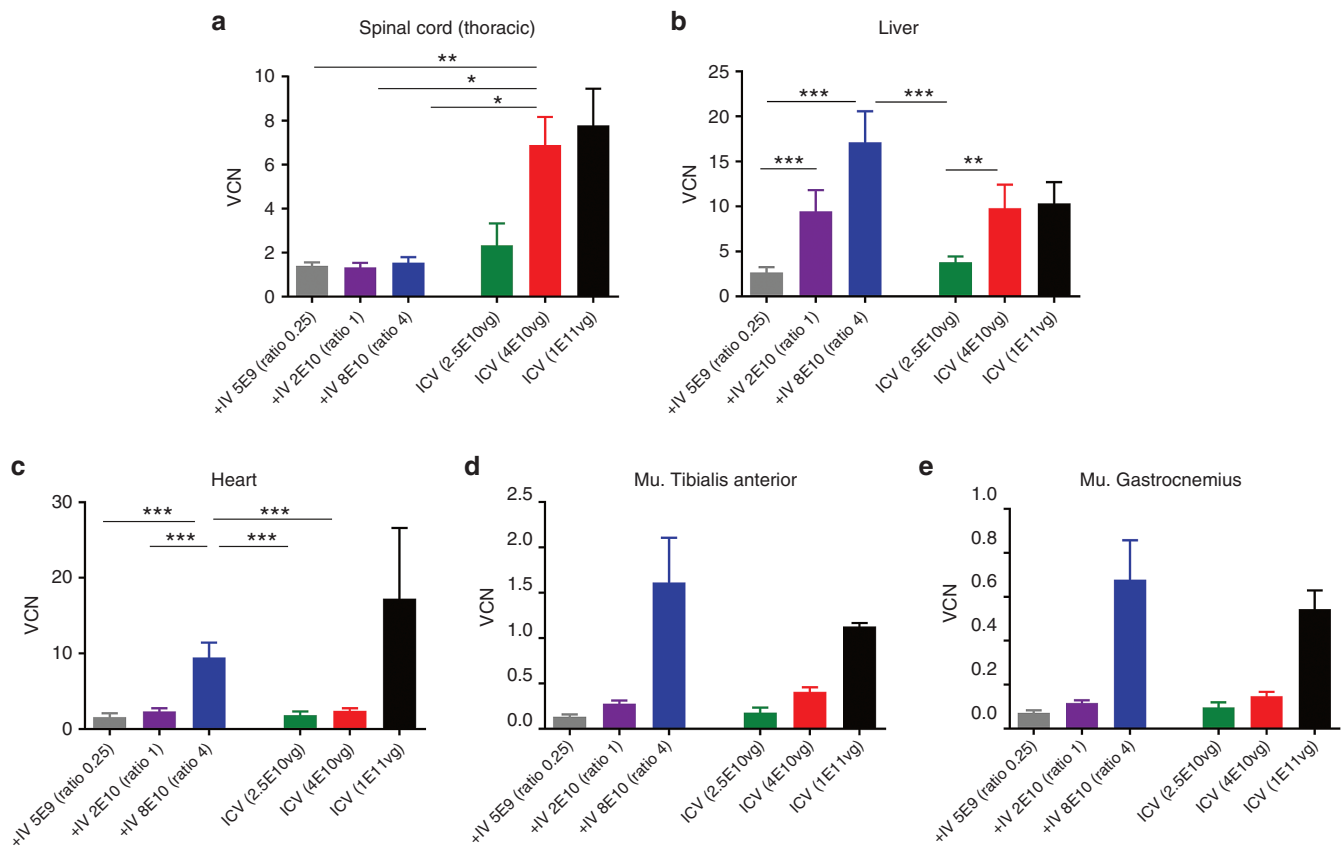 a
Spinal cord (thoracic)
**
*
*
10
8
6
4
2
0
VCN
+IV 5E9 (ratio 0.25)
+IV 2E10 (ratio 1)
+IV 8E10 (ratio 4)
ICV (2.5E10vg)
ICV (4E10vg)
ICV (1E11vg)
b
Liver
***
***
***
**
25
20
15
10
5
0
VCN
+IV 5E9 (ratio 0.25)
+IV 2E10 (ratio 1)
+IV 8E10 (ratio 4)
ICV (2.5E10vg)
ICV (4E10vg)
ICV (1E11vg)
c
Heart
***
***
***
***
30
20
10
0
VCN
+IV 5E9 (ratio 0.25)
+IV 2E10 (ratio 1)
+IV 8E10 (ratio 4)
ICV (2.5E10vg)
ICV (4E10vg)
ICV (1E11vg)
d
Mu. Tibialis anterior
2.5
2.0
1.5
1.0
0.5
0.0
VCN
+IV 5E9 (ratio 0.25)
+IV 2E10 (ratio 1)
+IV 8E10 (ratio 4)
ICV (2.5E10vg)
ICV (4E10vg)
ICV (1E11vg)
e
Mu. Gastrocnemius
1.0
0.8
0.6
0.4
0.2
0.0
VCN
+IV 5E9 (ratio 0.25)
+IV 2E10 (ratio 1)
+IV 8E10 (ratio 4)
ICV (2.5E10vg)
ICV (4E10vg)
ICV (1E11vg)